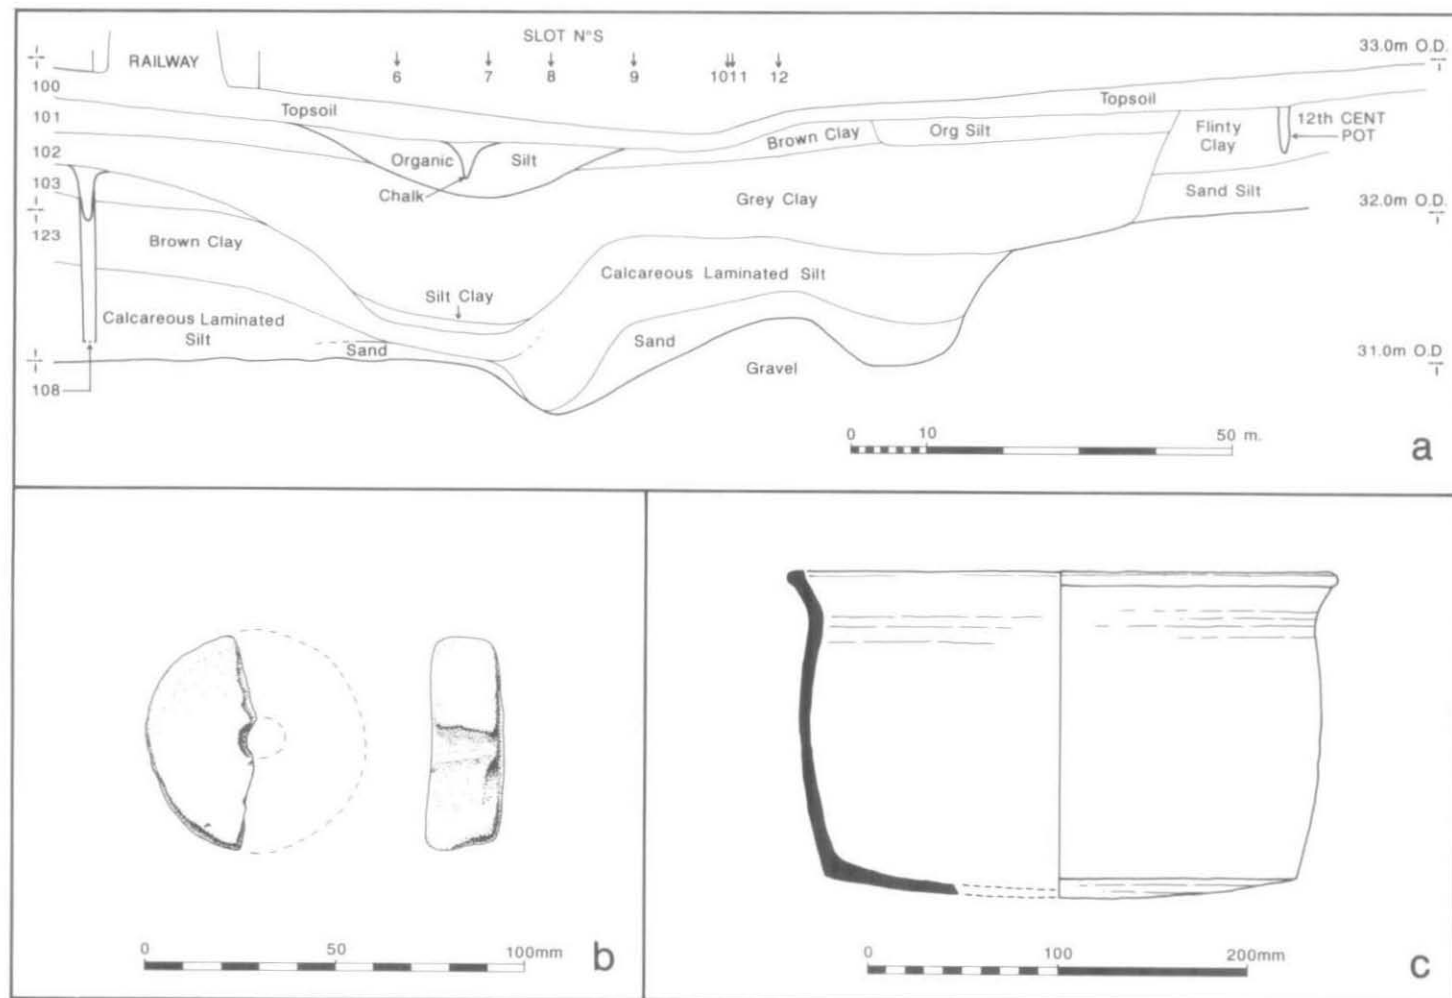 SLOT N°S
33.0m O.D.
RAILWAY
6 7 8 9 10 11 12
100
Topsoil
Topsoil
101
Brown Clay
Org Silt
Flinty
Clay
12th CENT
POT
102
Organic
Silt
Chalk
103
Grey Clay
Sand Silt
32.0m O.D.
123
Brown Clay
Calcareous Laminated Silt
Silt Clay
Calcareous Laminated
Silt
Sand
Sand
Gravel
31.0m O.D
108
0 10 50 m.
a
0 50 100mm
b
0 100 200mm
c